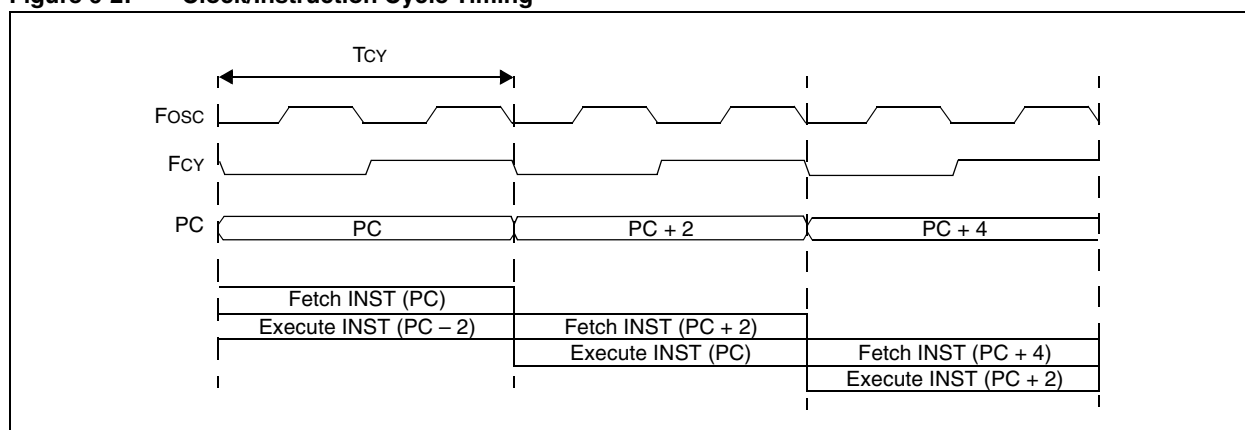 Figure 9-2: Clock/Instruction Cycle Timing
TCY
FOSC
FCY
PC PC PC + 2 PC + 4
Fetch INST (PC)
Execute INST (PC – 2) Fetch INST (PC + 2)
Execute INST (PC) Fetch INST (PC + 4)
Execute INST (PC + 2)